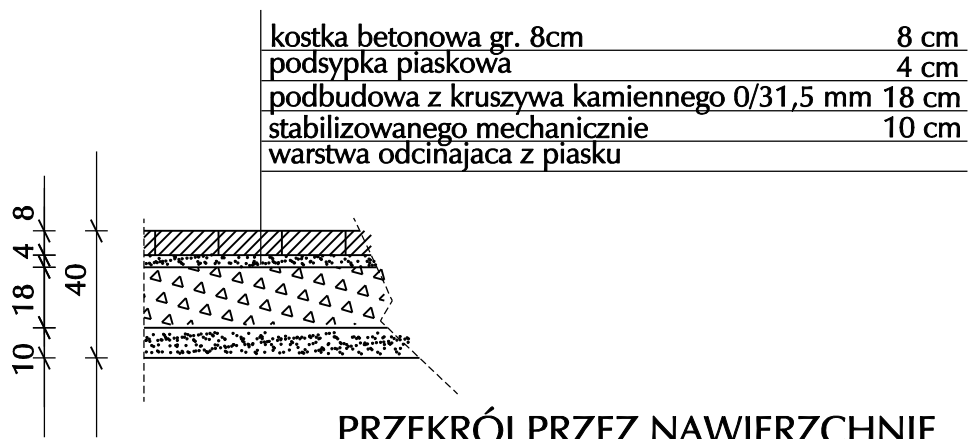 kostka betonowa gr. 8cm 8 cm
podsypka piaskowa 4 cm
podbudowa z kruszywa kamiennego 0/31,5 mm 18 cm
stabilizowanego mechanicznie 10 cm
warstwa odcinajaca z piasku
8
4
40
18
10
PRZEKRÓJ PRZEZ NAWIERZCHNIE